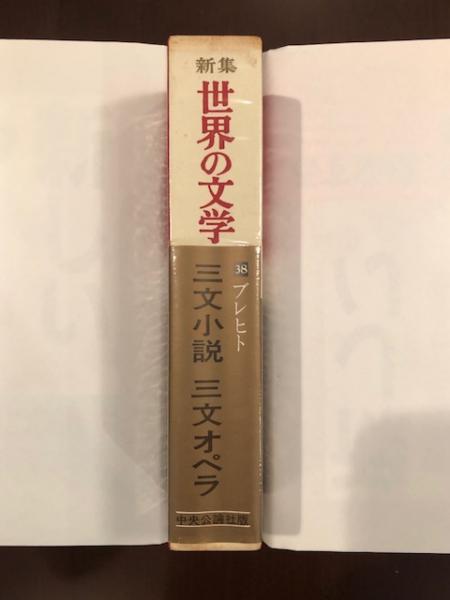 新集
世界の文学
38 ブレヒト
三文小説 三文オペラ
中央公論社版